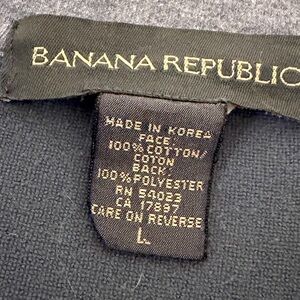 BANANA REPUBLIC
MADE IN KOREA
FACE:
100% COTTON/
COTON
BACK:
100% POLYESTER
RN 54023
CA 17897
CARE ON REVERSE
L